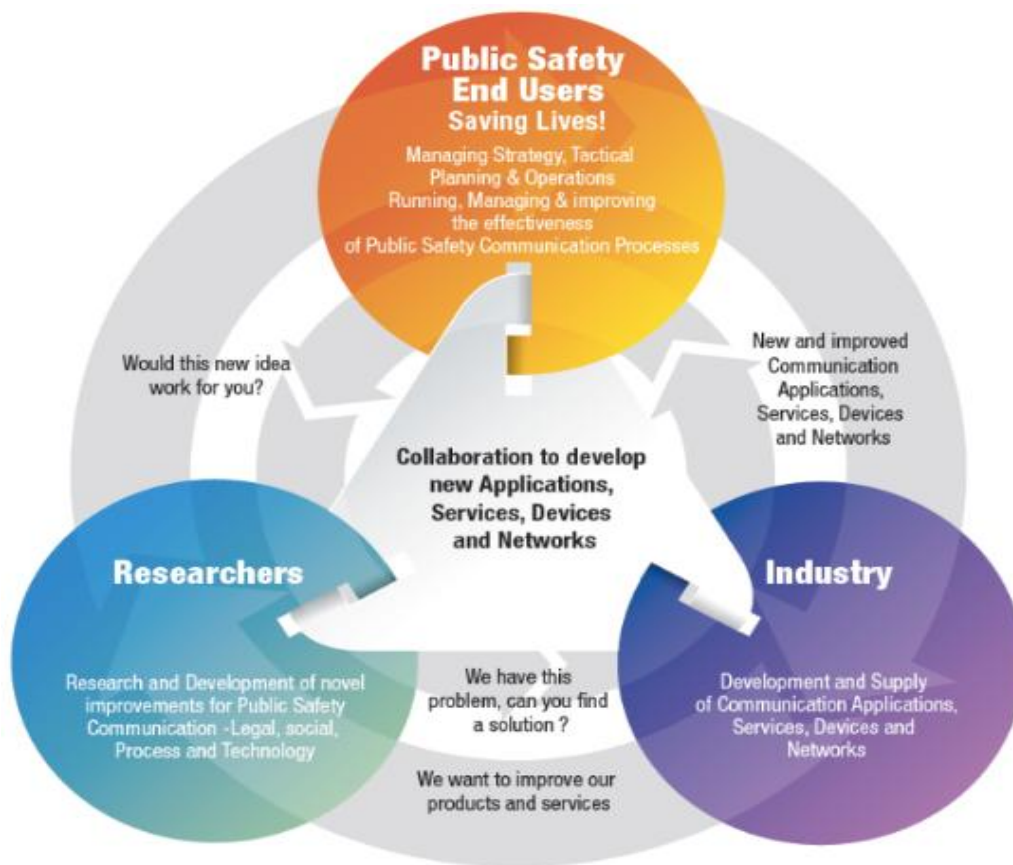 Public Safety
End Users
Saving Lives!
Managing Strategy, Tactical
Planning & Operations
Running, Managing & improving
the effectiveness
of Public Safety Communication Processes
Would this new idea
work for you?
New and improved
Communication
Applications,
Services, Devices
and Networks
Collaboration to develop
new Applications,
Services, Devices
and Networks
Researchers
Research and Development of novel
improvements for Public Safety
Communication -Legal, social,
Process and Technology
Industry
Development and Supply
of Communication Applications,
Services, Devices and
Networks
We have this
problem, can you find
a solution ?
We want to improve our
products and services